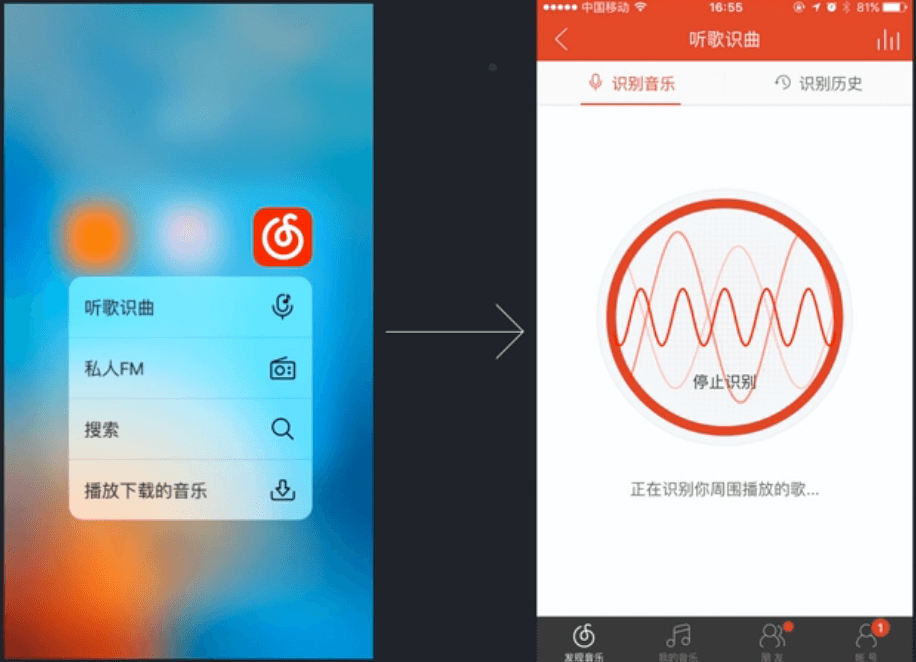 听歌识曲
私人FM
搜索
播放下载的音乐
中国移动 16:55 81%
听歌识曲
识别音乐 识别历史
停止识别
正在识别你周围播放的歌...
1
发现音乐 我的音乐 朋友 帐号